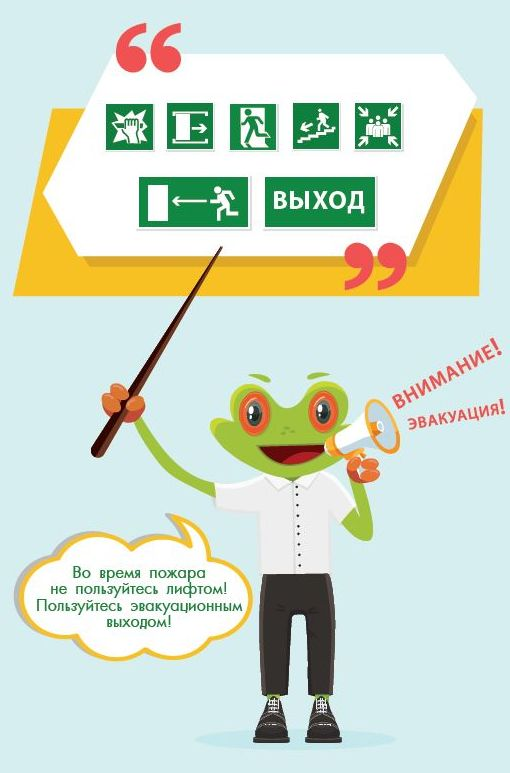 ВЫХОД
ВНИМАНИЕ!
ЭВАКУАЦИЯ!
Во время пожара
не пользуйтесь лифтом!
Пользуйтесь эвакуационным
выходом!